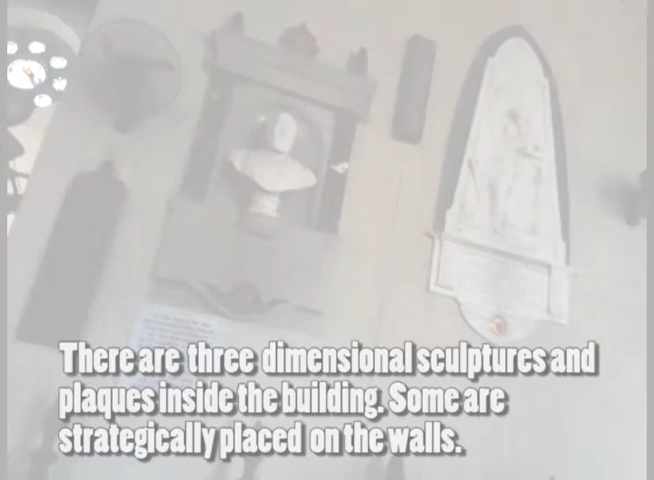 There are three dimensional sculptures and
plaques inside the building. Some are
strategically placed on the walls.